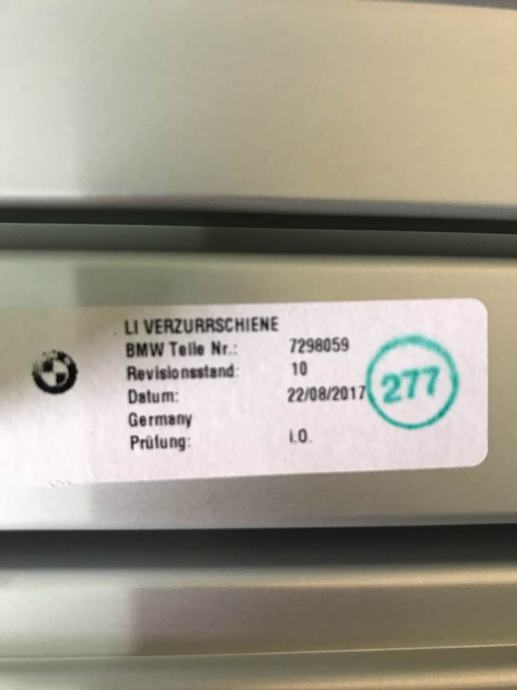 LI VERZURRSCHIENE
BMW Teile Nr.: 7298059
Revisionsstand: 10
Datum: 22/08/2017
Germany
Prüfung: i.O.
277